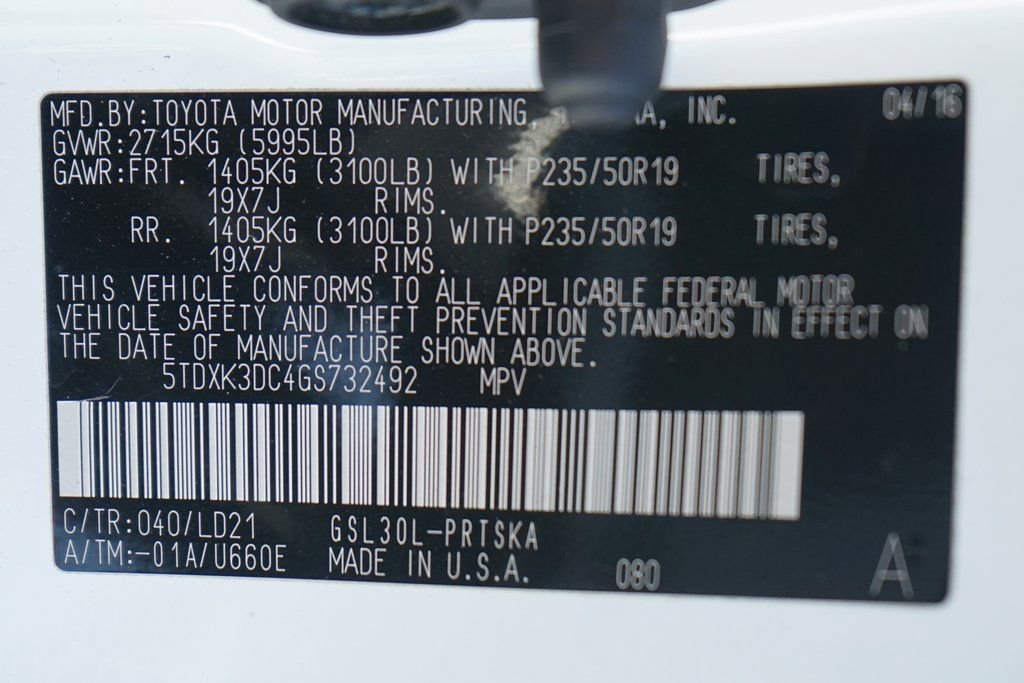 MFD.BY:TOYOTA MOTOR MANUFACTURING, INC. 04/16
GVWR:2715KG (5995LB)
GAWR:FRT. 1405KG (3100LB) WITH P235/50R19 TIRES,
19X7J RIMS.
RR. 1405KG (3100LB) WITH P235/50R19 TIRES,
19X7J RIMS.
THIS VEHICLE CONFORMS TO ALL APPLICABLE FEDERAL MOTOR
VEHICLE SAFETY AND THEFT PREVENTION STANDARDS IN EFFECT ON
THE DATE OF MANUFACTURE SHOWN ABOVE.
5TDXK3DC4GS732492 MPV
C/TR:040/LD21 GSL30L-PRTSKA
A/TM:-01A/U660E MADE IN U.S.A. 080 A